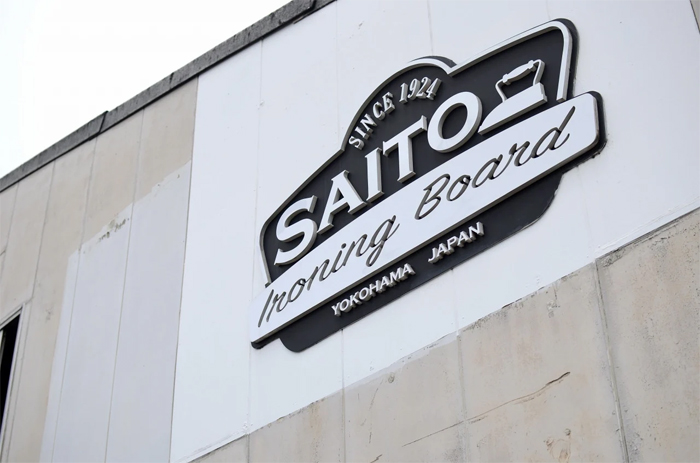 SINCE 1924
SAITO
Ironing Board
YOKOHAMA JAPAN